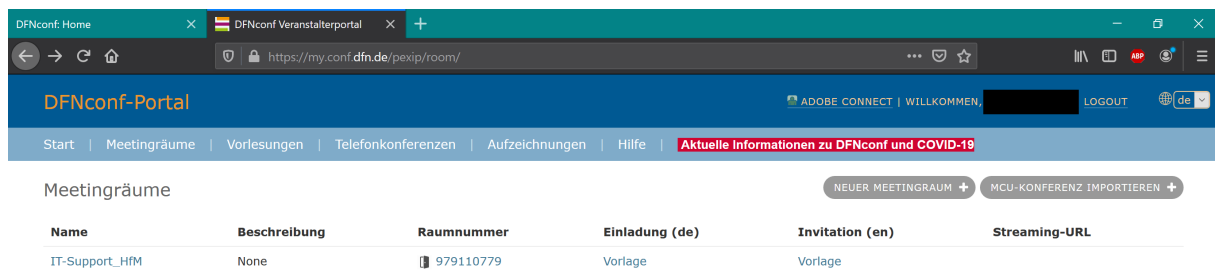 DFNconf: Home
DFNconf Veranstalterportal
https://my.conf.dfn.de/pexip/room/
ABP
DFNconf-Portal
ADOBE CONNECT | WILLKOMMEN, LOGOUT de
Start | Meetingräume | Vorlesungen | Telefonkonferenzen | Aufzeichnungen | Hilfe | Aktuelle Informationen zu DFNconf und COVID-19
Meetingräume
NEUER MEETINGRAUM + MCU-KONFERENZ IMPORTIEREN +
Name Beschreibung Raumnummer Einladung (de) Invitation (en) Streaming-URL
IT-Support_HfM None 979110779 Vorlage Vorlage